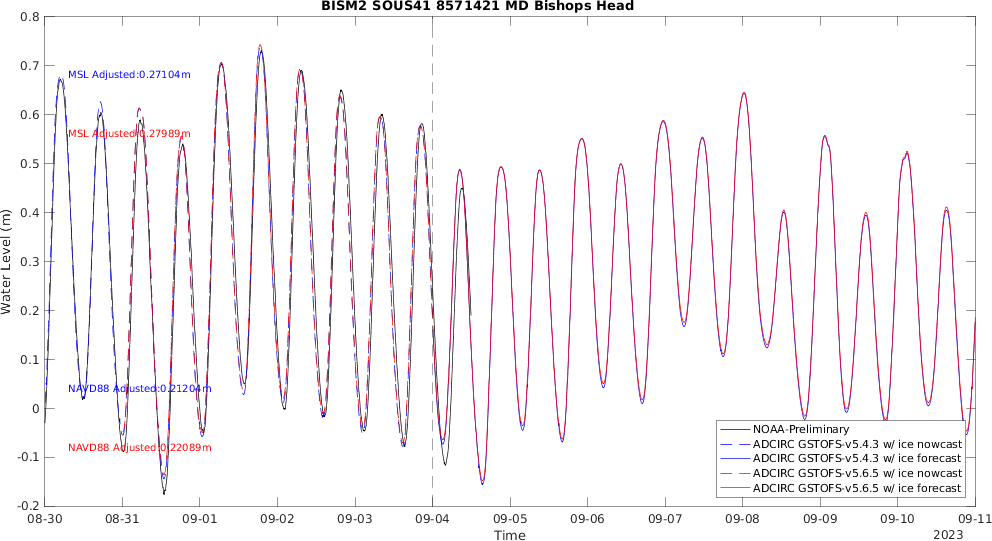 BISM2 SOUS41 8571421 MD Bishops Head
0.8
0.7
0.6
0.5
0.4
0.3
0.2
0.1
0
-0.1
-0.2
Water Level (m)
MSL Adjusted:0.27104m
MSL Adjusted:0.27989m
NAVD88 Adjusted:0.21204m
NAVD88 Adjusted:0.22089m
NOAA-Preliminary
ADCIRC GSTOFS-v5.4.3 w/ ice nowcast
ADCIRC GSTOFS-v5.4.3 w/ ice forecast
ADCIRC GSTOFS-v5.6.5 w/ ice nowcast
ADCIRC GSTOFS-v5.6.5 w/ ice forecast
08-30 08-31 09-01 09-02 09-03 09-04 09-05 09-06 09-07 09-08 09-09 09-10 09-11
Time
2023